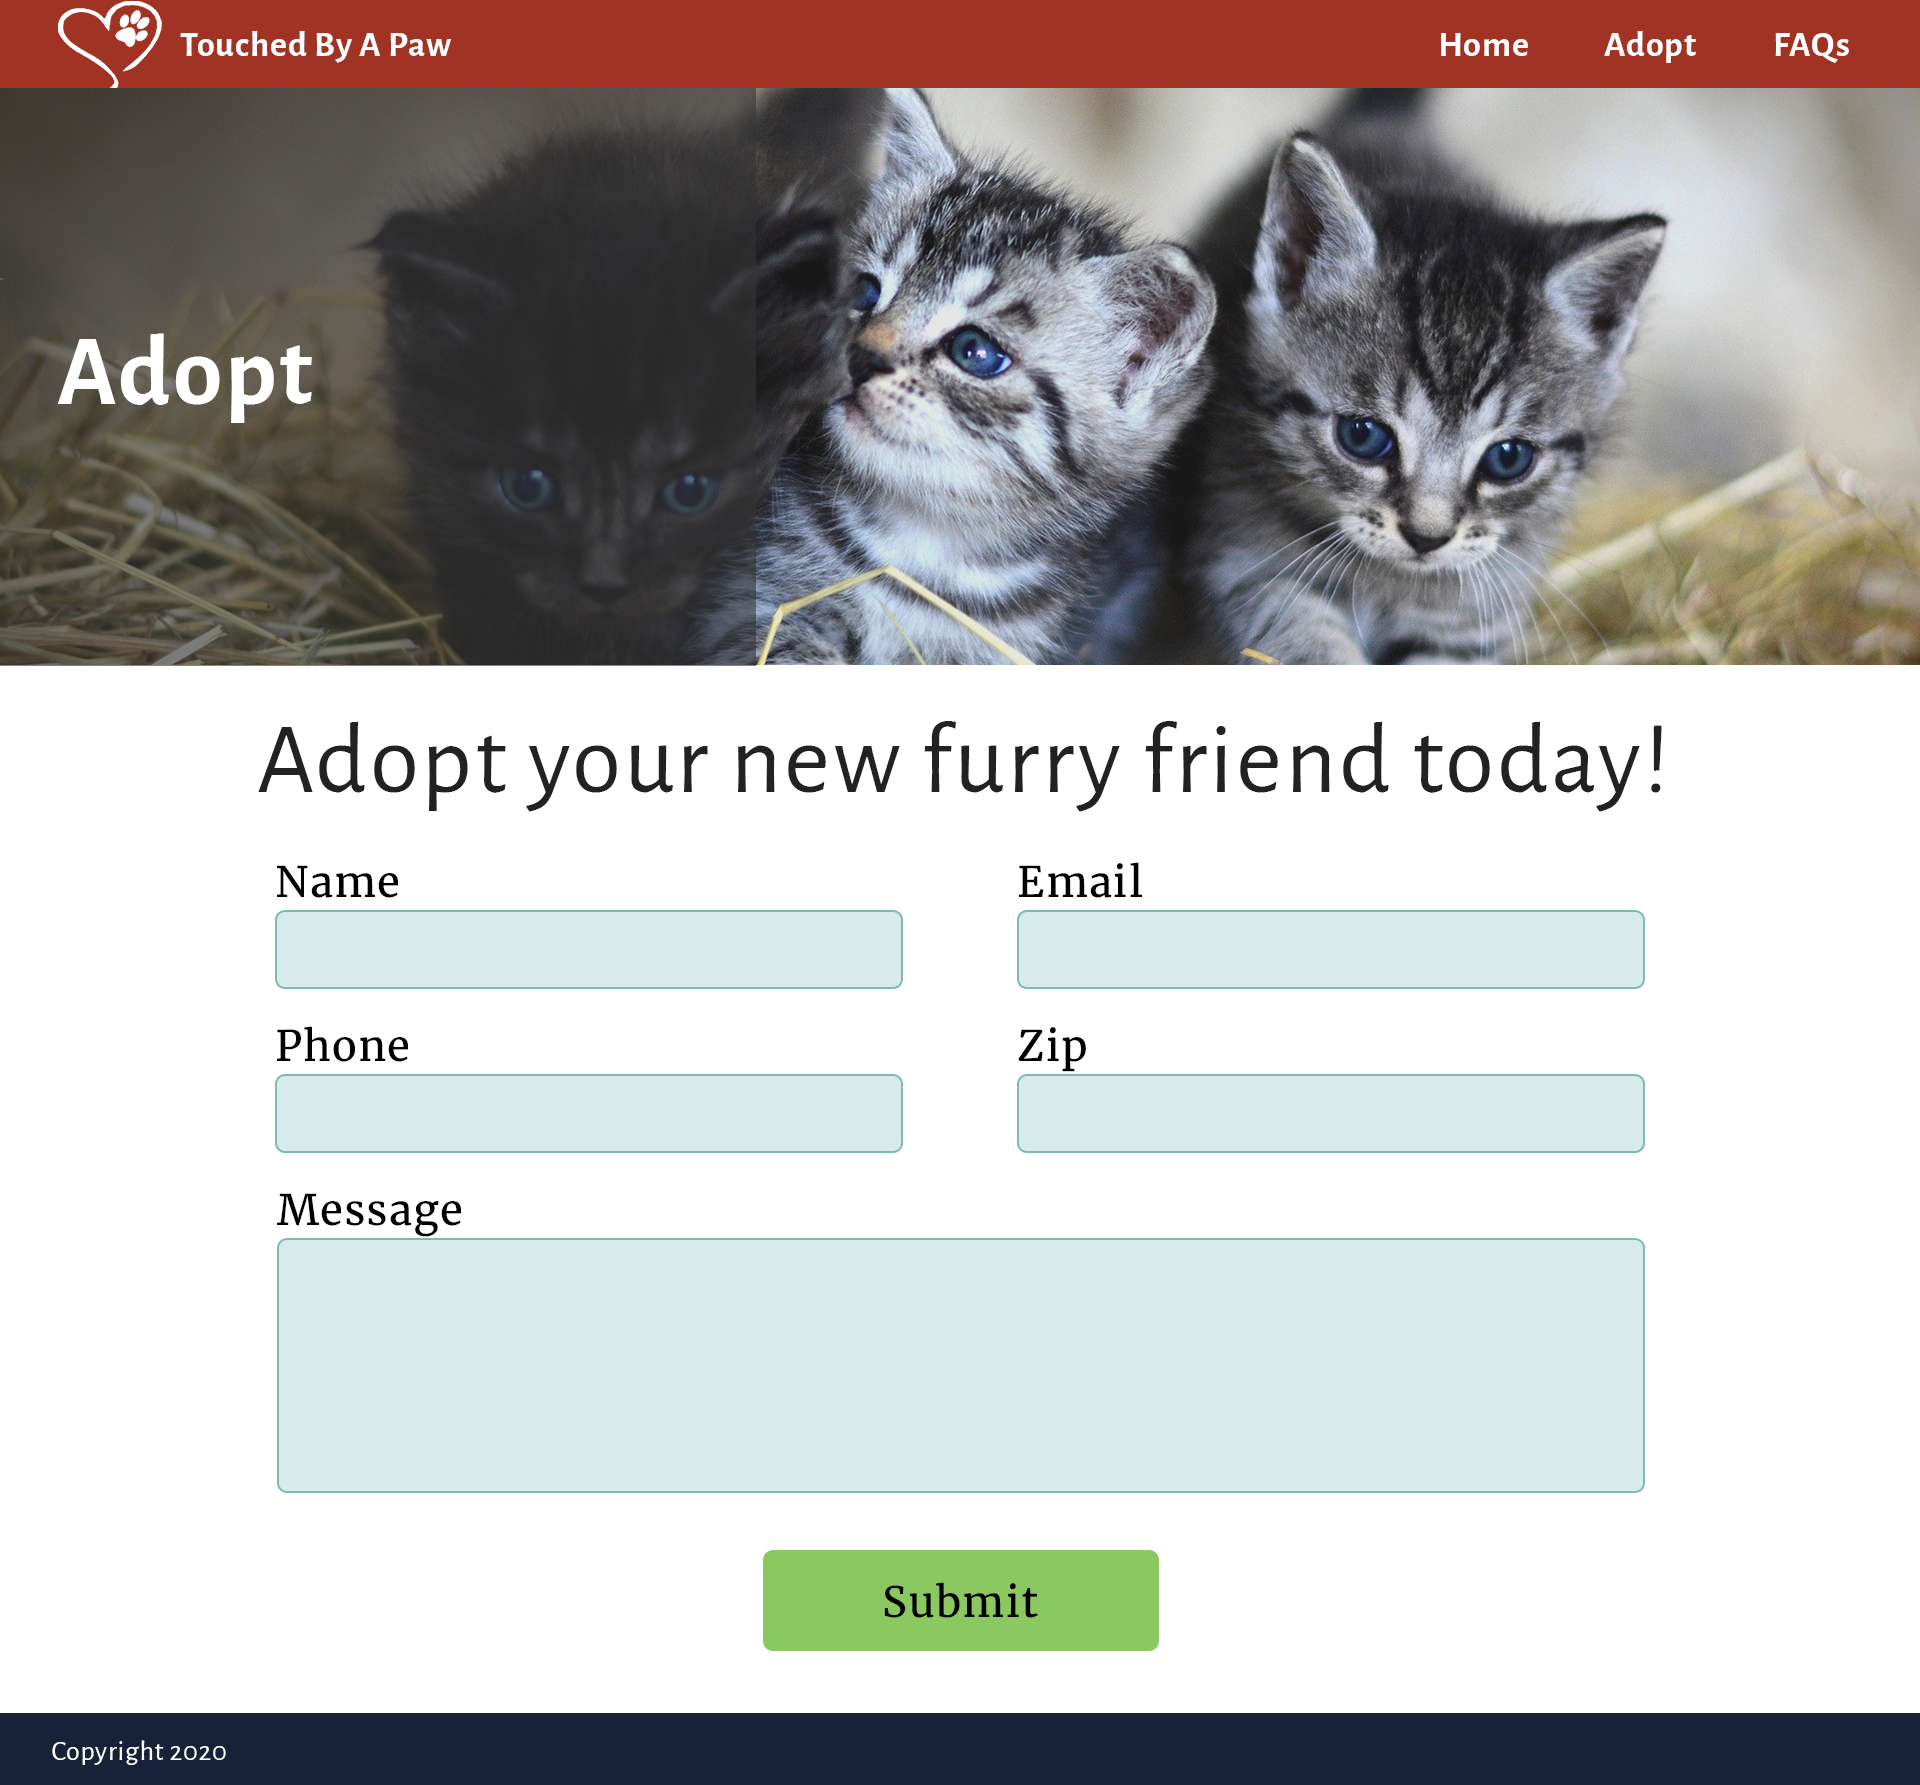 Touched By A Paw
Home Adopt FAQs
Adopt
Adopt your new furry friend today!
Name Email
Phone Zip
Message
Submit
Copyright 2020